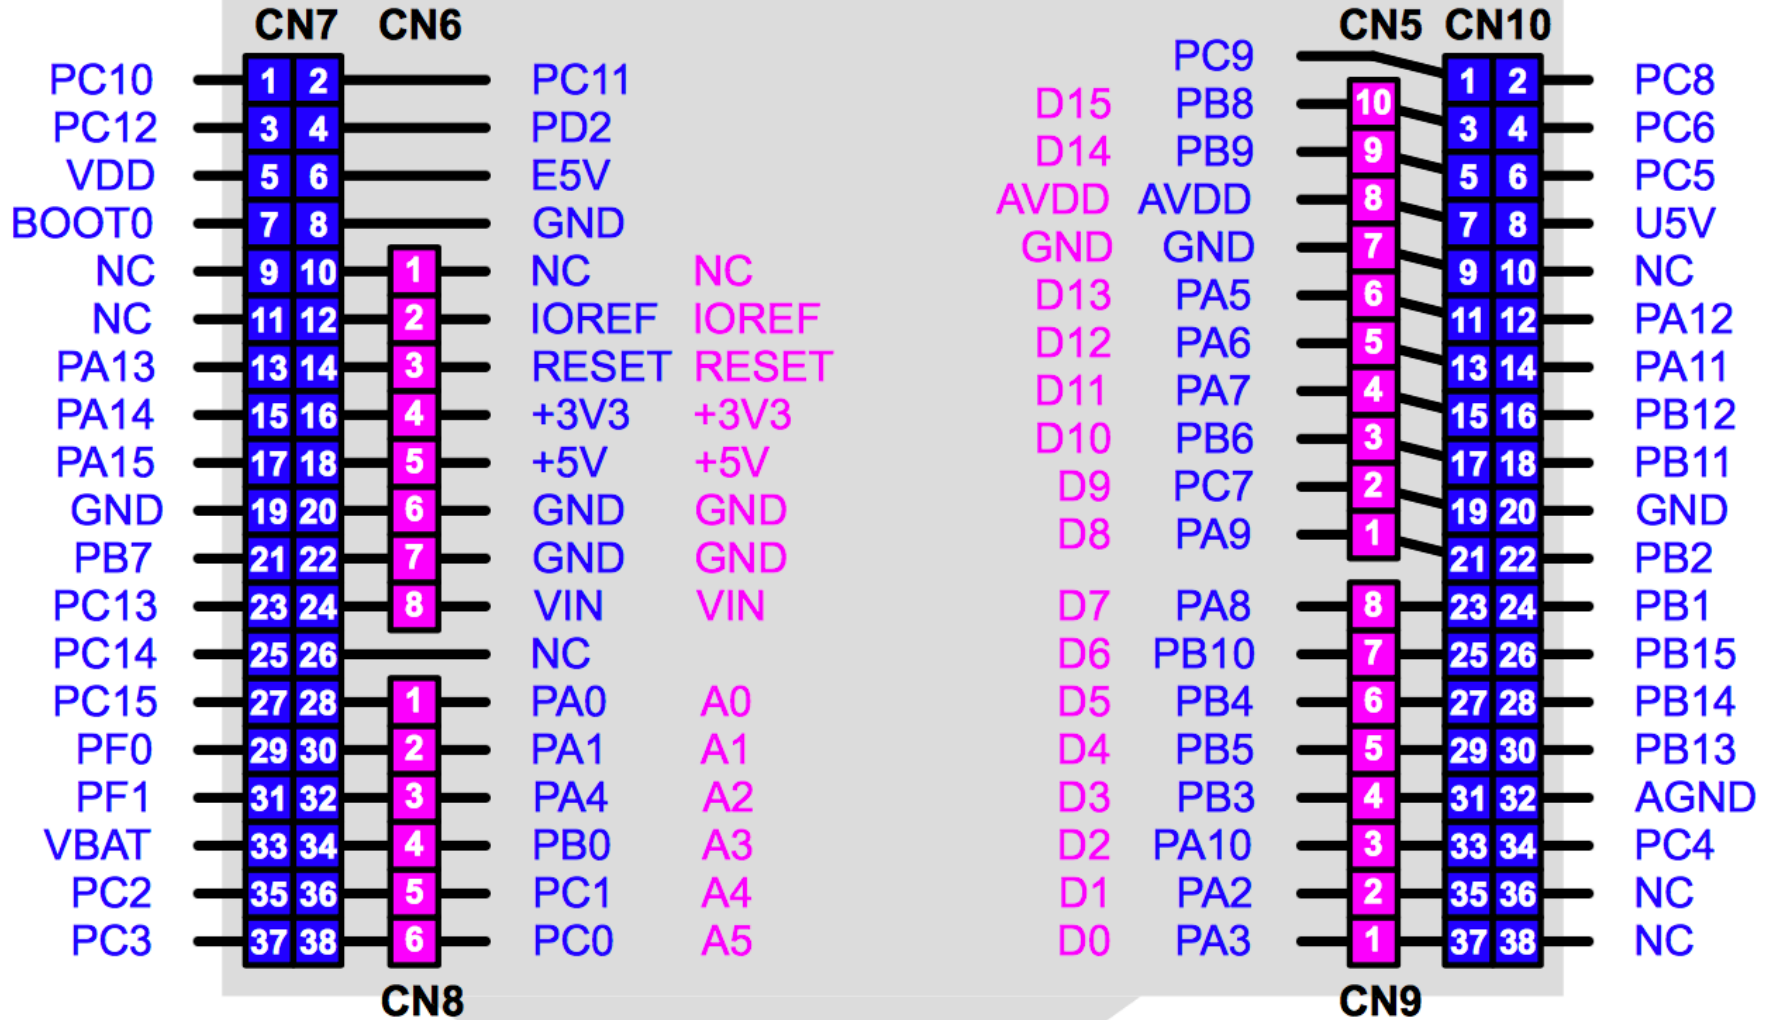 CN7 CN6 CN5 CN10
PC9
PC10 1 2 PC11 1 2 PC8
D15 PB8 10
PC12 3 4 PD2 3 4 PC6
D14 PB9 9
VDD 5 6 E5V 5 6 PC5
AVDD AVDD 8
BOOT0 7 8 GND 7 8 U5V
GND GND 7
NC 9 10 1 NC NC 9 10 NC
D13 PA5 6
NC 11 12 2 IOREF IOREF 11 12 PA12
D12 PA6 5
PA13 13 14 3 RESET RESET 13 14 PA11
D11 PA7 4
PA14 15 16 4 +3V3 +3V3 15 16 PB12
D10 PB6 3
PA15 17 18 5 +5V +5V 17 18 PB11
D9 PC7 2
GND 19 20 6 GND GND 19 20 GND
D8 PA9 1
PB7 21 22 7 GND GND 21 22 PB2
PC13 23 24 8 VIN VIN D7 PA8 8 23 24 PB1
PC14 25 26 NC D6 PB10 7 25 26 PB15
PC15 27 28 1 PA0 A0 D5 PB4 6 27 28 PB14
PF0 29 30 2 PA1 A1 D4 PB5 5 29 30 PB13
PF1 31 32 3 PA4 A2 D3 PB3 4 31 32 AGND
VBAT 33 34 4 PB0 A3 D2 PA10 3 33 34 PC4
PC2 35 36 5 PC1 A4 D1 PA2 2 35 36 NC
PC3 37 38 6 PC0 A5 D0 PA3 1 37 38 NC
CN8 CN9